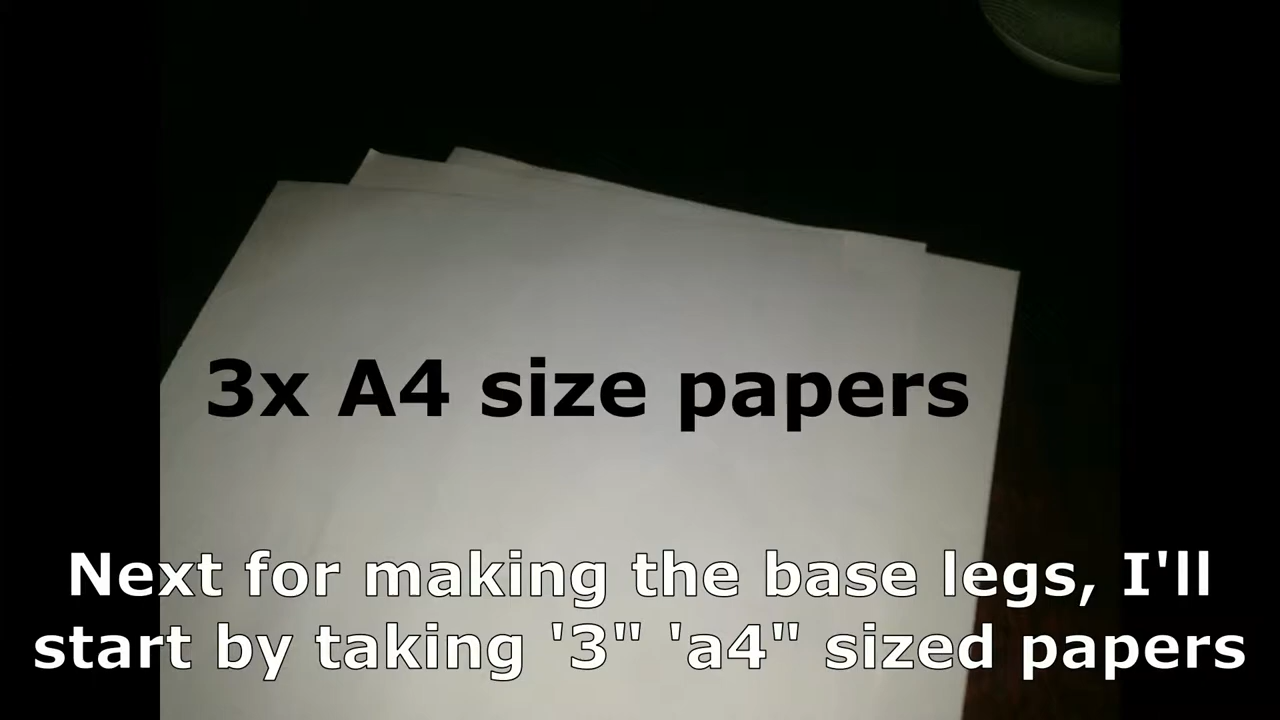 3x A4 size papers
Next for making the base legs, I'll
start by taking '3" 'a4" sized papers